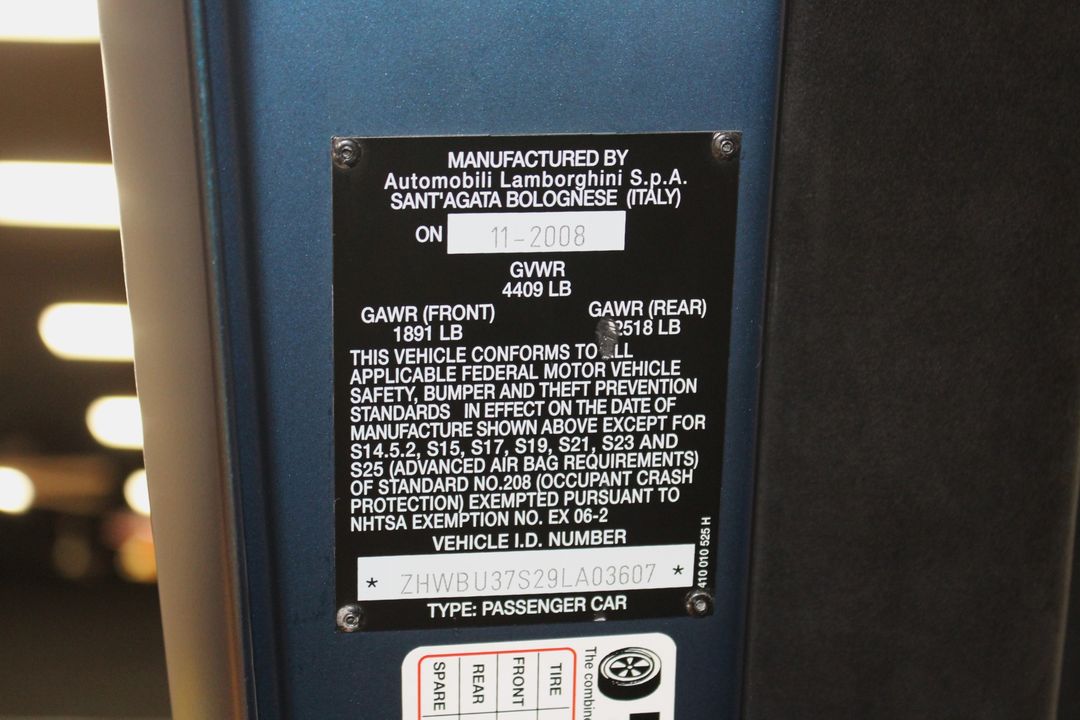 MANUFACTURED BY
Automobili Lamborghini S.p.A.
SANT'AGATA BOLOGNESE (ITALY)
ON 11-2008
GVWR
4409 LB
GAWR (FRONT) GAWR (REAR)
1891 LB 2518 LB
THIS VEHICLE CONFORMS TO ALL
APPLICABLE FEDERAL MOTOR VEHICLE
SAFETY, BUMPER AND THEFT PREVENTION
STANDARDS IN EFFECT ON THE DATE OF
MANUFACTURE SHOWN ABOVE EXCEPT FOR
S14.5.2, S15, S17, S19, S21, S23 AND
S25 (ADVANCED AIR BAG REQUIREMENTS)
OF STANDARD NO.208 (OCCUPANT CRASH
PROTECTION) EXEMPTED PURSUANT TO
NHTSA EXEMPTION NO. EX 06-2
VEHICLE I.D. NUMBER
* ZHWBU37S29LA03607 *
TYPE: PASSENGER CAR
410 010 525 H
The
TIRE
FRONT
REAR
SPARE